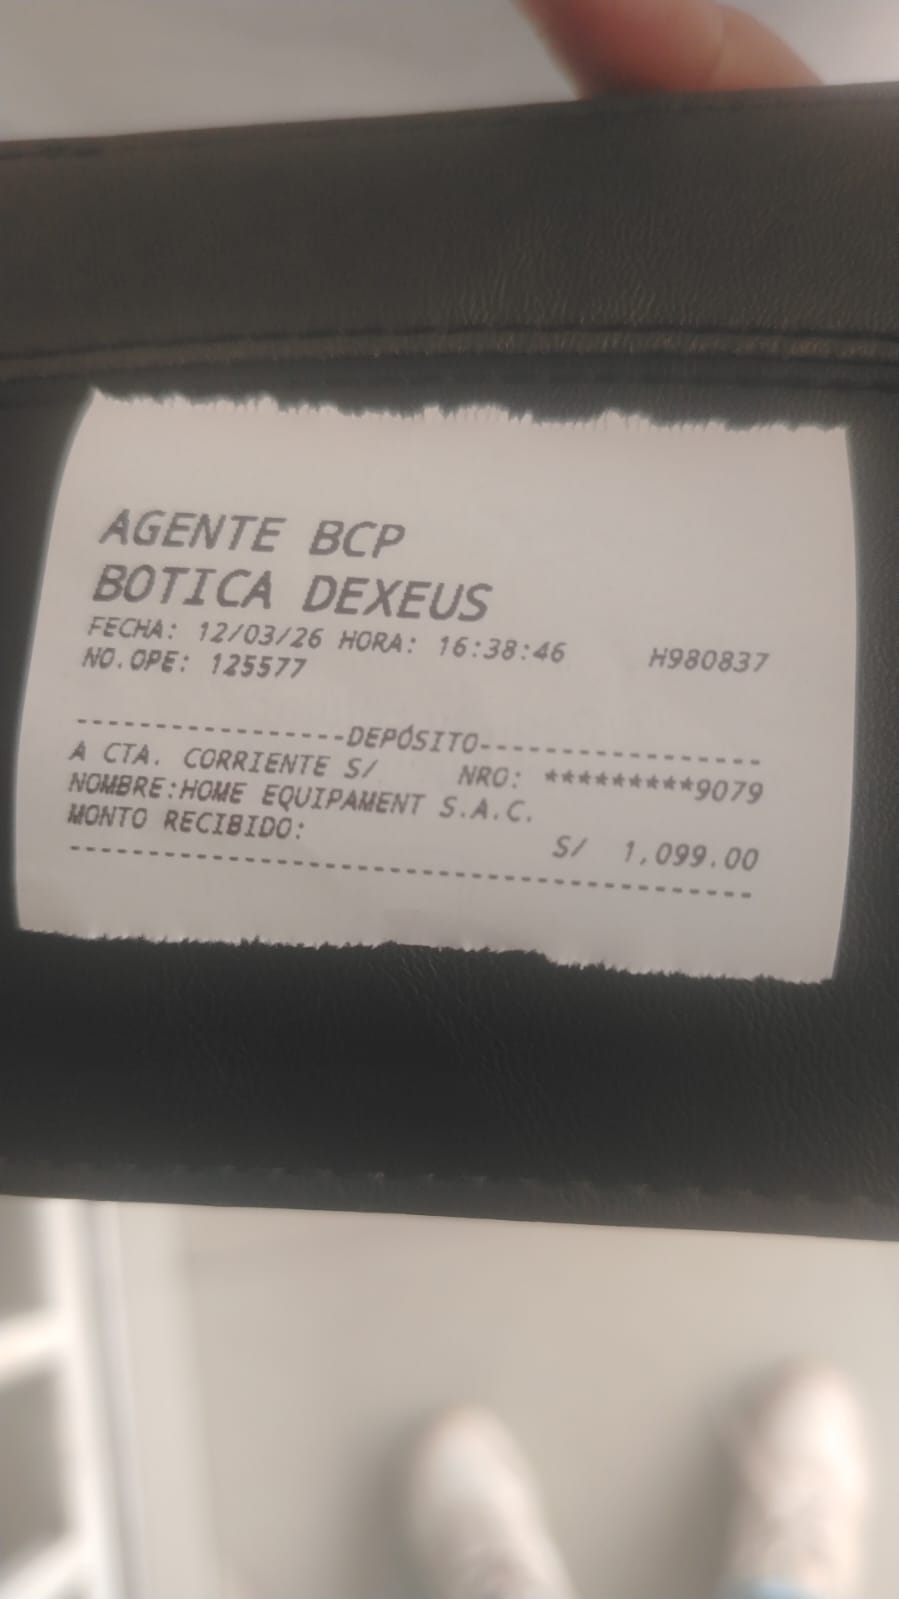 AGENTE BCP
BOTICA DEXEUS
FECHA: 12/03/26 HORA: 16:38:46 H980837
NO.OPE: 125577
-----------------DEPÓSITO------------------
A CTA. CORRIENTE S/ NRO: *********9079
NOMBRE:HOME EQUIPAMENT S.A.C.
MONTO RECIBIDO: S/ 1,099.00
-------------------------------------------